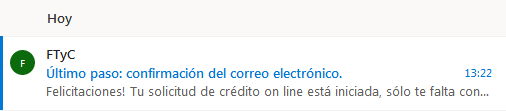 Hoy
F
FTyC
Último paso: confirmación del correo electrónico.
13:22
Felicitaciones! Tu solicitud de crédito on line está iniciada, sólo te falta con...